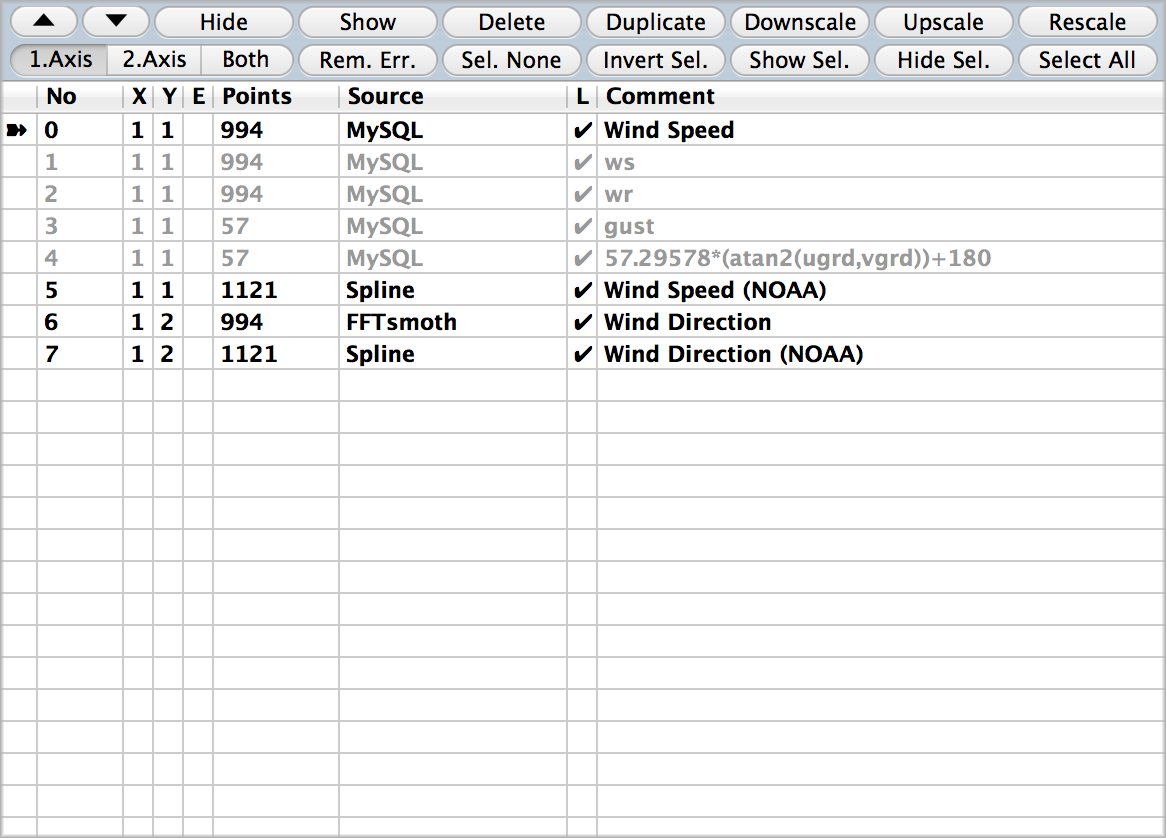 ▲ ▼ Hide Show Delete Duplicate Downscale Upscale Rescale
1.Axis 2.Axis Both Rem. Err. Sel. None Invert Sel. Show Sel. Hide Sel. Select All
No X Y E Points Source L Comment
0 1 1 994 MySQL ✔ Wind Speed
1 1 1 994 MySQL ✔ ws
2 1 1 994 MySQL ✔ wr
3 1 1 57 MySQL ✔ gust
4 1 1 57 MySQL ✔ 57.29578*(atan2(ugrd,vgrd))+180
5 1 1 1121 Spline ✔ Wind Speed (NOAA)
6 1 2 994 FFTsmoth ✔ Wind Direction
7 1 2 1121 Spline ✔ Wind Direction (NOAA)